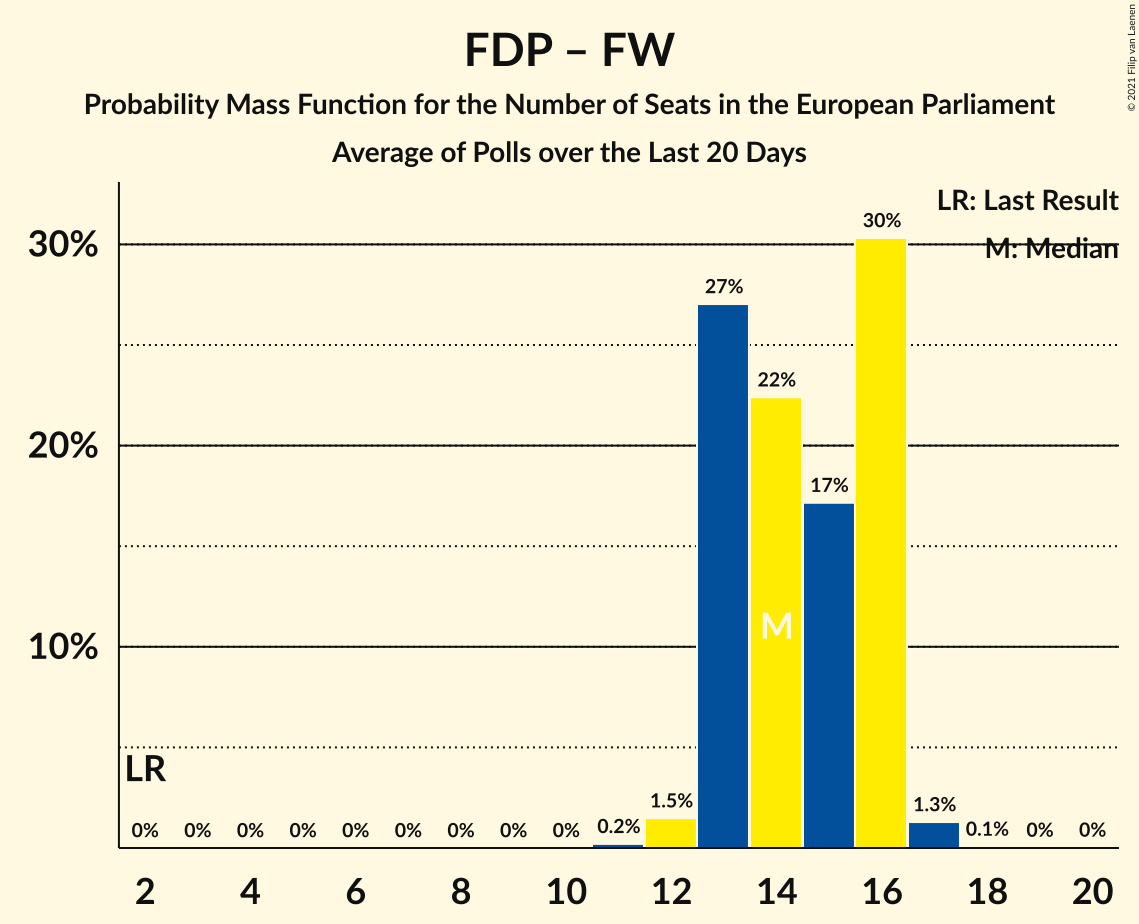 © 2021 Filip van Laenen
FDP – FW
Probability Mass Function for the Number of Seats in the European Parliament
Average of Polls over the Last 20 Days
LR: Last Result
M: Median
30%
20%
10%
30%
27%
22%
17%
M
LR
0% 0% 0% 0% 0% 0% 0% 0% 0% 0.2% 1.5% 1.3% 0.1% 0% 0%
2 4 6 8 10 12 14 16 18 20